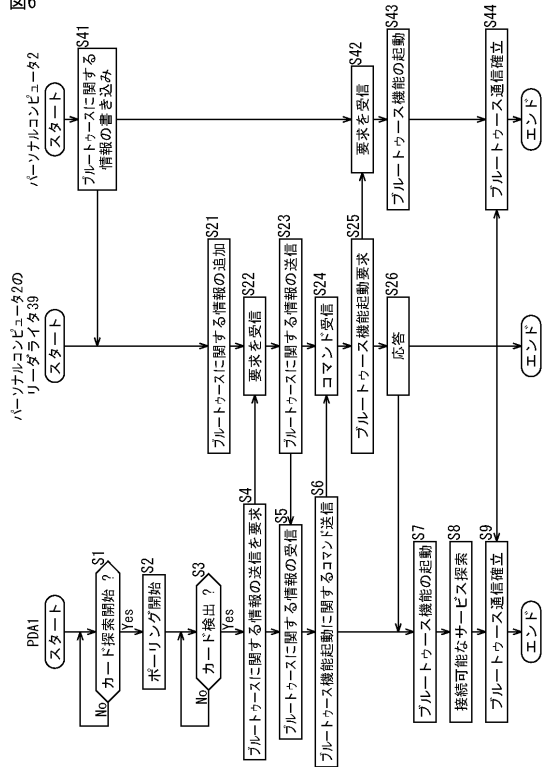 図6
PDA1
スタート
S1
カード探索開始 ?
No
Yes
S2
ポーリング開始
S3
カード検出 ?
No
Yes
S4
ブルートゥースに関する情報の送信を要求
S5
ブルートゥースに関する情報の受信
S6
ブルートゥース機能起動に関するコマンド送信
S7
ブルートゥース機能の起動
S8
接続可能なサービス探索
S9
ブルートゥース通信確立
エンド
パーソナルコンピュータ2の
リーダライタ39
スタート
S21
ブルートゥースに関する情報の追加
S22
要求を受信
S23
ブルートゥースに関する情報の送信
S24
コマンド受信
S25
ブルートゥース機能起動要求
S26
応答
エンド
パーソナルコンピュータ2
スタート
S41
ブルートゥースに関する
情報の書き込み
S42
要求を受信
S43
ブルートゥース機能の起動
S44
ブルートゥース通信確立
エンド